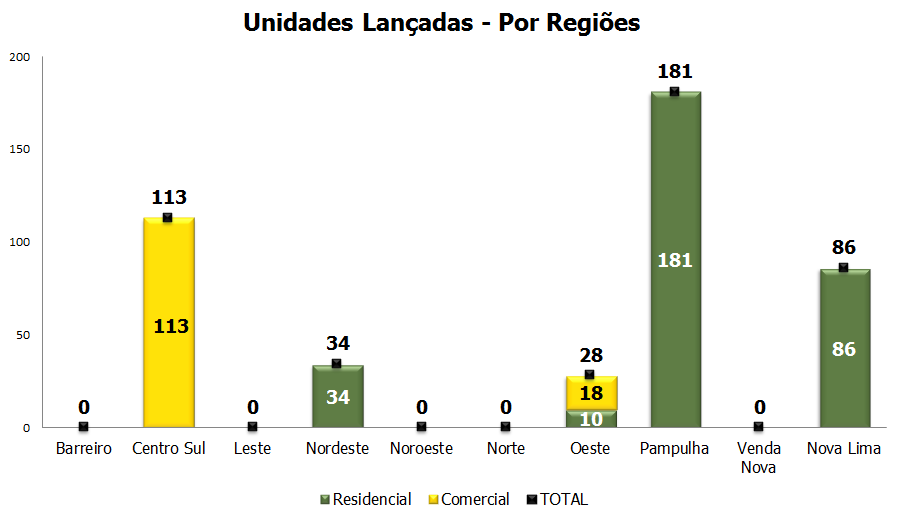 Unidades Lançadas - Por Regiões
200
150
100
50
0
0
113
113
0
34
34
0
0
28
18
10
181
181
0
86
86
Barreiro
Centro Sul
Leste
Nordeste
Noroeste
Norte
Oeste
Pampulha
Venda
Nova
Nova Lima
Residencial
Comercial
TOTAL